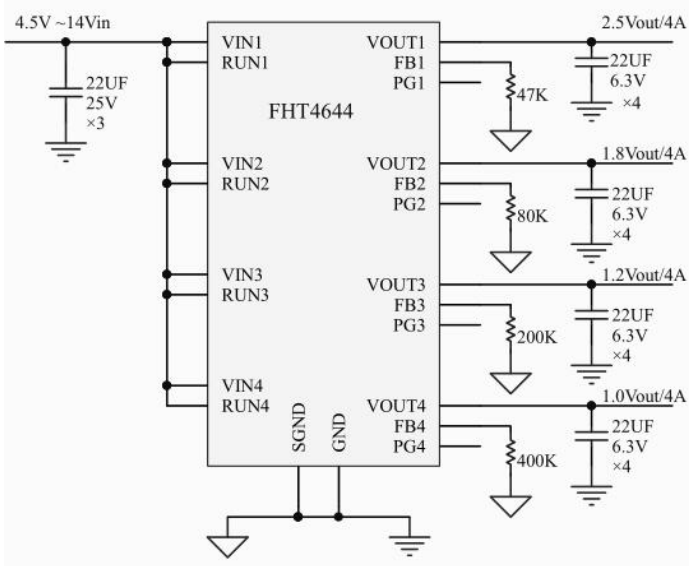 4.5V ~14Vin
22UF
25V
×3
FHT4644
VIN1
RUN1
VIN2
RUN2
VIN3
RUN3
VIN4
RUN4
SGND
GND
VOUT1
FB1
PG1
VOUT2
FB2
PG2
VOUT3
FB3
PG3
VOUT4
FB4
PG4
2.5Vout/4A
47K
22UF
6.3V
×4
1.8Vout/4A
80K
22UF
6.3V
×4
1.2Vout/4A
200K
22UF
6.3V
×4
1.0Vout/4A
400K
22UF
6.3V
×4